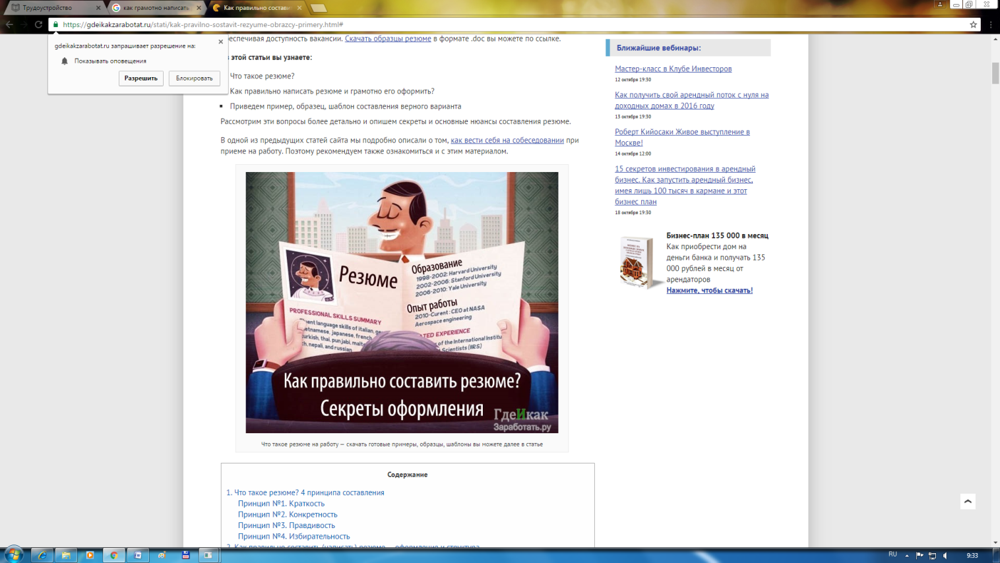 Трудоустройство
как грамотно написать
Как правильно состави
https://gdeikakzarabotat.ru/stati/kak-pravilno-sostavit-rezyume-obrazcy-primery.html#
gdeikakzarabotat.ru запрашивает разрешение на:
Показывать оповещения
Разрешить
Блокировать
еспечивая доступность вакансии. Скачать образцы резюме в формате .doc вы можете по ссылке.
этой статьи вы узнаете:
Что такое резюме?
Как правильно написать резюме и грамотно его оформить?
Приведем пример, образец, шаблон составления верного варианта
Рассмотрим эти вопросы более детально и опишем секреты и основные нюансы составления резюме.
В одной из предыдущих статей сайта мы подробно описали о том, как вести себя на собеседовании при
приеме на работу. Поэтому рекомендуем также ознакомиться и с этим материалом.
Резюме
PROFESSIONAL SKILLS SUMMARY
uent language skills of italian, ge
etnamese, japanese, french,
urkish, thai, punjabi, malt
ch, nepali, and russian
Образование
1998-2002: Harvard University
2002-2006: Stanford University
2006-2010: Yale University
Опыт работы
2010-Curent : CEO at NASA
Aerospace engineering
TED EXPERIENCE
of the International Institu
Scientists (IIRS)
Как правильно составить резюме?
Секреты оформления
ГдеИкак
Заработать.ру
Что такое резюме на работу — скачать готовые примеры, образцы, шаблоны вы можете далее в статье
Содержание
1. Что такое резюме? 4 принципа составления
Принцип №1. Краткость
Принцип №2. Конкретность
Принцип №3. Правдивость
Принцип №4. Избирательность
2. Как правильно составить (написать) резюме — оформление и структура
Ближайшие вебинары:
Мастер-класс в Клубе Инвесторов
12 октября 19:30
Как получить свой арендный поток с нуля на
доходных домах в 2016 году
13 октября 19:30
Роберт Кийосаки Живое выступление в
Москве!
14 октября 12:00
15 секретов инвестирования в арендный
бизнес. Как запустить арендный бизнес,
имея лишь 100 тысяч в кармане и этот
бизнес план
18 октября 19:30
Бизнес-план 135 000 в месяц
Как приобрести дом на
деньги банка и получать 135
000 рублей в месяц от
арендаторов
Нажмите, чтобы скачать!
RU
9:33